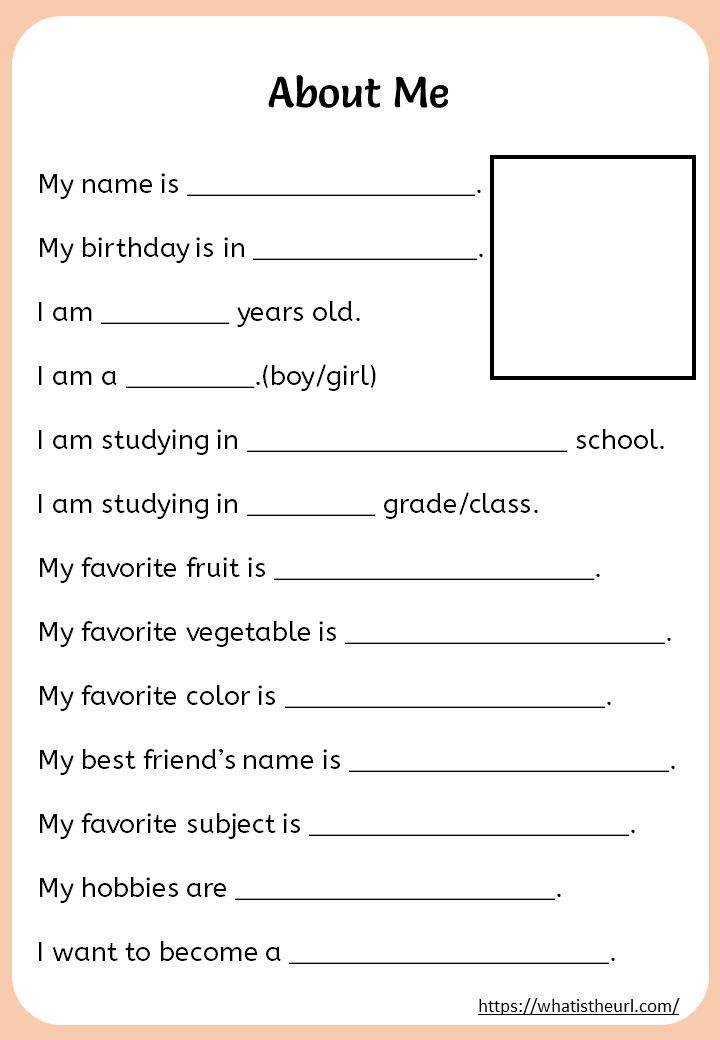 About Me
My name is _____________________.
My birthday is in ________________.
I am _________ years old.
I am a _________.(boy/girl)
I am studying in _______________________ school.
I am studying in _________ grade/class.
My favorite fruit is _______________________.
My favorite vegetable is _______________________.
My favorite color is _______________________.
My best friend’s name is _______________________.
My favorite subject is _______________________.
My hobbies are _______________________.
I want to become a _______________________.
https://whatistheurl.com/